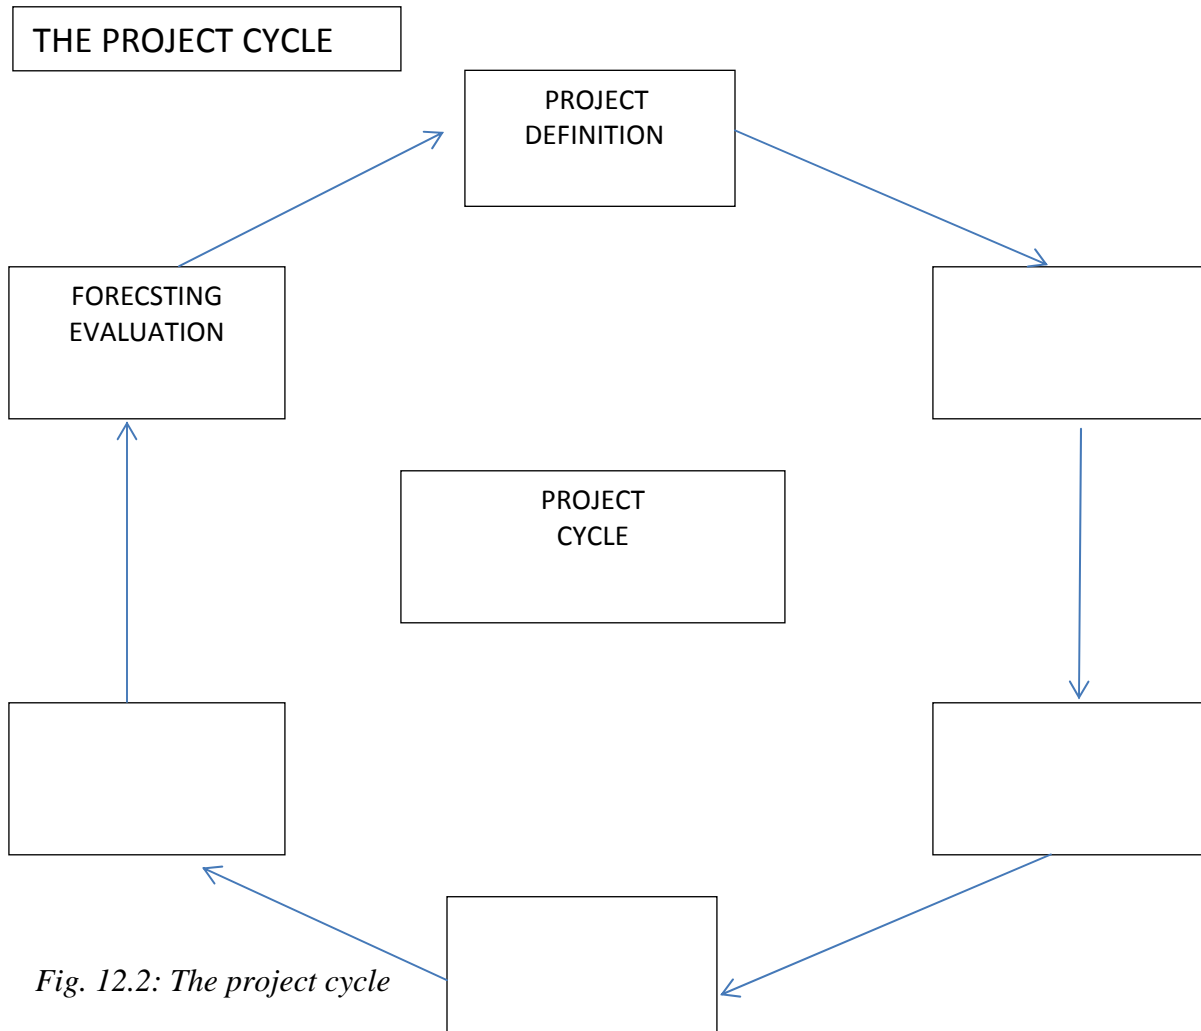 THE PROJECT CYCLE
PROJECT
DEFINITION
FORECSTING
EVALUATION
PROJECT
CYCLE
Fig. 12.2: The project cycle